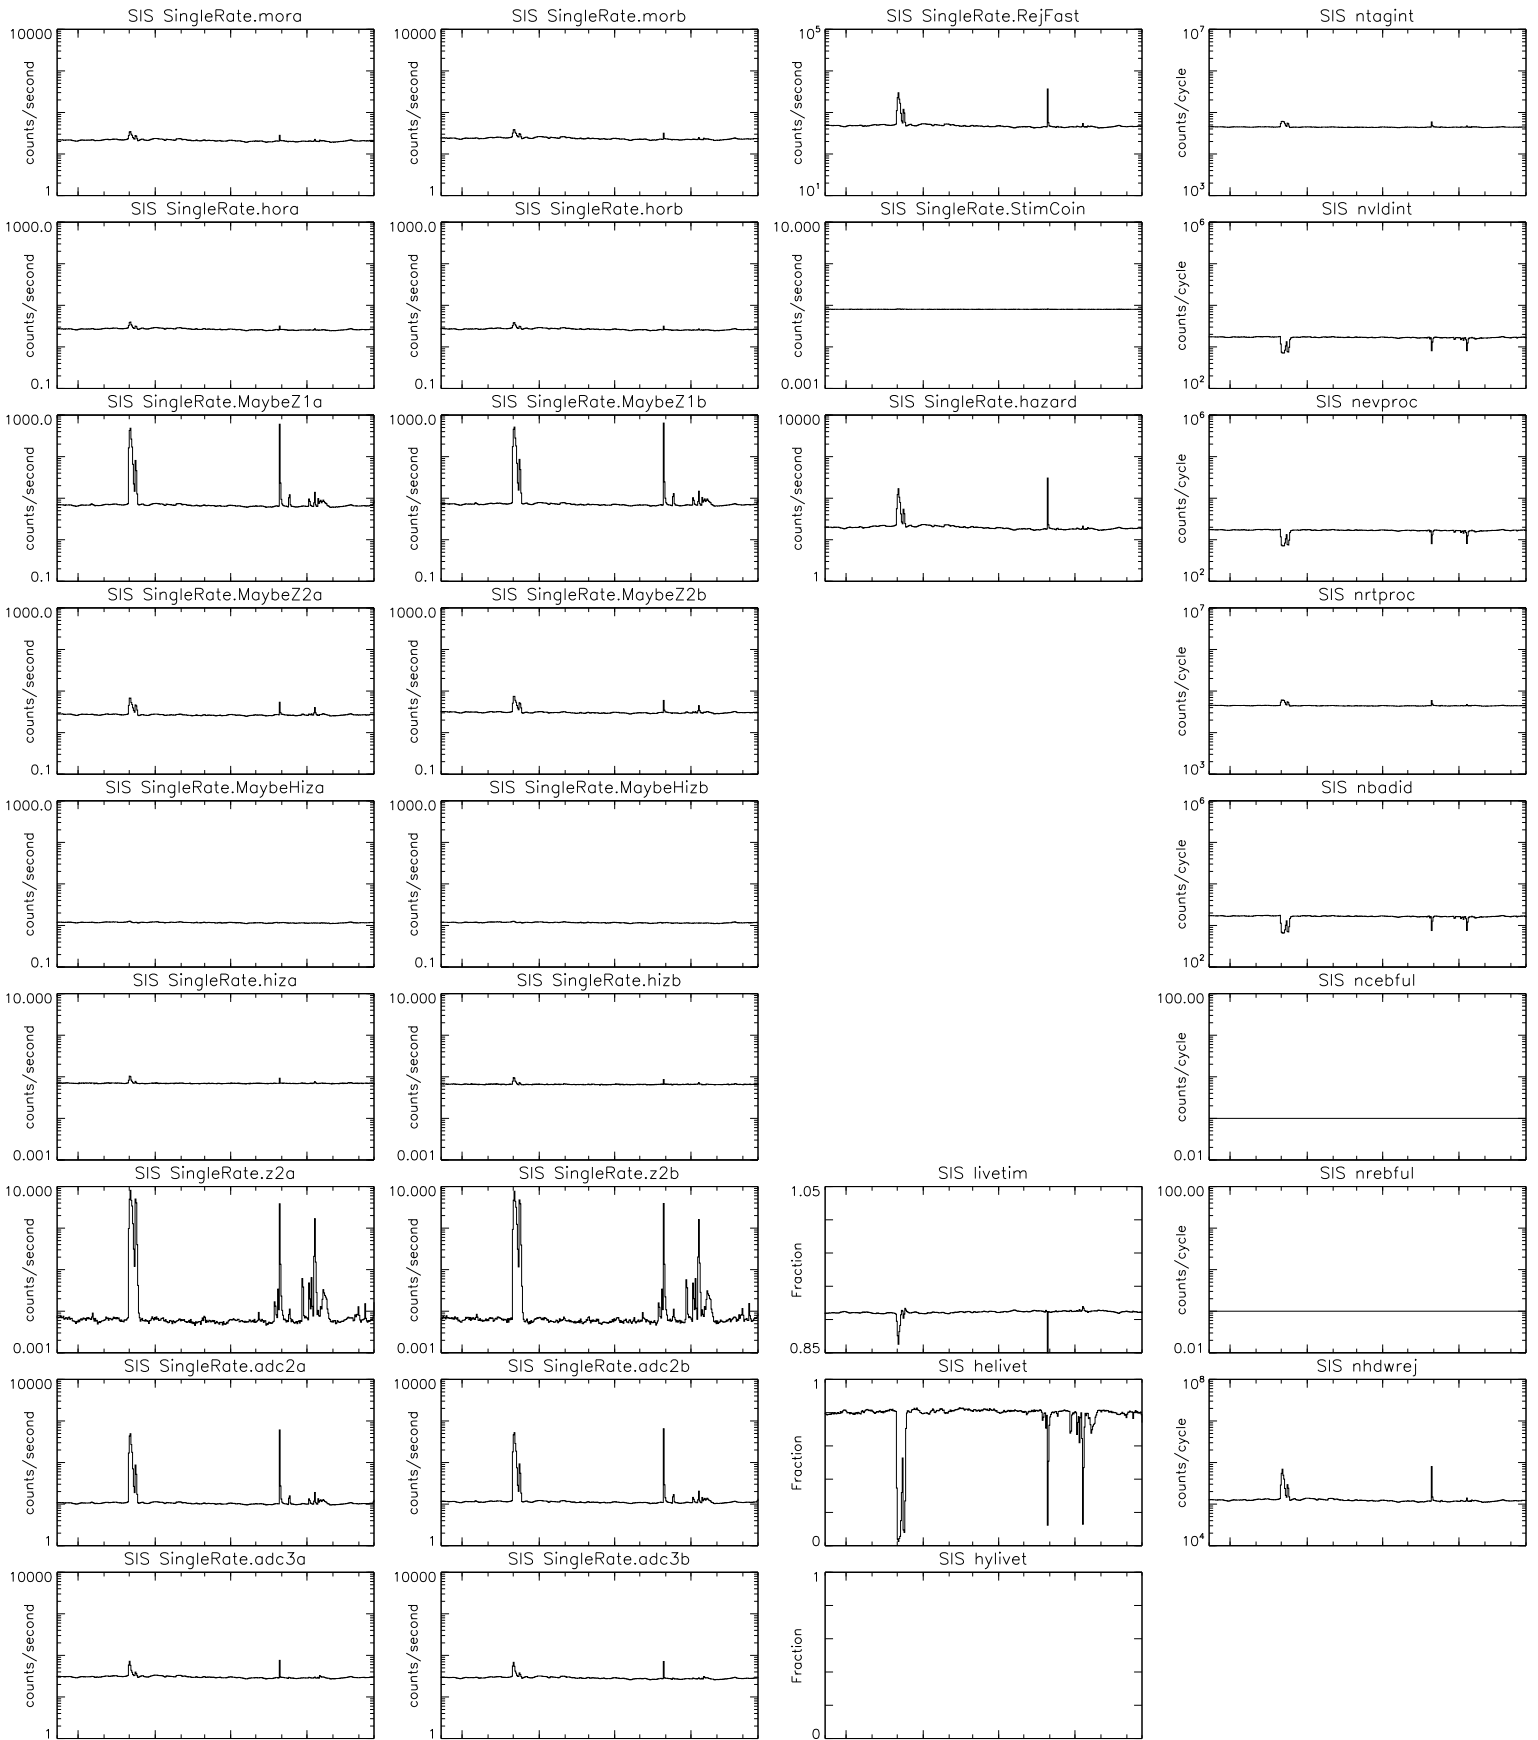 SIS SingleRate.mora
10000
counts/second
1
SIS SingleRate.morb
10000
counts/second
1
SIS SingleRate.RejFast
10^5
counts/second
10^1
SIS ntagint
10^7
counts/cycle
10^3
SIS SingleRate.hora
1000.0
counts/second
0.1
SIS SingleRate.horb
1000.0
counts/second
0.1
SIS SingleRate.StimCoin
10.000
counts/second
0.001
SIS nvldint
10^6
counts/cycle
10^2
SIS SingleRate.MaybeZ1a
1000.0
counts/second
0.1
SIS SingleRate.MaybeZ1b
1000.0
counts/second
0.1
SIS SingleRate.hazard
10000
counts/second
1
SIS nevproc
10^6
counts/cycle
10^2
SIS SingleRate.MaybeZ2a
1000.0
counts/second
0.1
SIS SingleRate.MaybeZ2b
1000.0
counts/second
0.1
SIS nrtproc
10^7
counts/cycle
10^3
SIS SingleRate.MaybeHiza
1000.0
counts/second
0.1
SIS SingleRate.MaybeHizb
1000.0
counts/second
0.1
SIS nbadid
10^6
counts/cycle
10^2
SIS SingleRate.hiza
10.000
counts/second
0.001
SIS SingleRate.hizb
10.000
counts/second
0.001
SIS ncebful
100.00
counts/cycle
0.01
SIS SingleRate.z2a
10.000
counts/second
0.001
SIS SingleRate.z2b
10.000
counts/second
0.001
SIS livetim
1.05
Fraction
0.85
SIS nrebful
100.00
counts/cycle
0.01
SIS SingleRate.adc2a
10000
counts/second
1
SIS SingleRate.adc2b
10000
counts/second
1
SIS helivet
1
Fraction
0
SIS nhdwrej
10^8
counts/cycle
10^4
SIS SingleRate.adc3a
10000
counts/second
1
SIS SingleRate.adc3b
10000
counts/second
1
SIS hylivet
1
Fraction
0